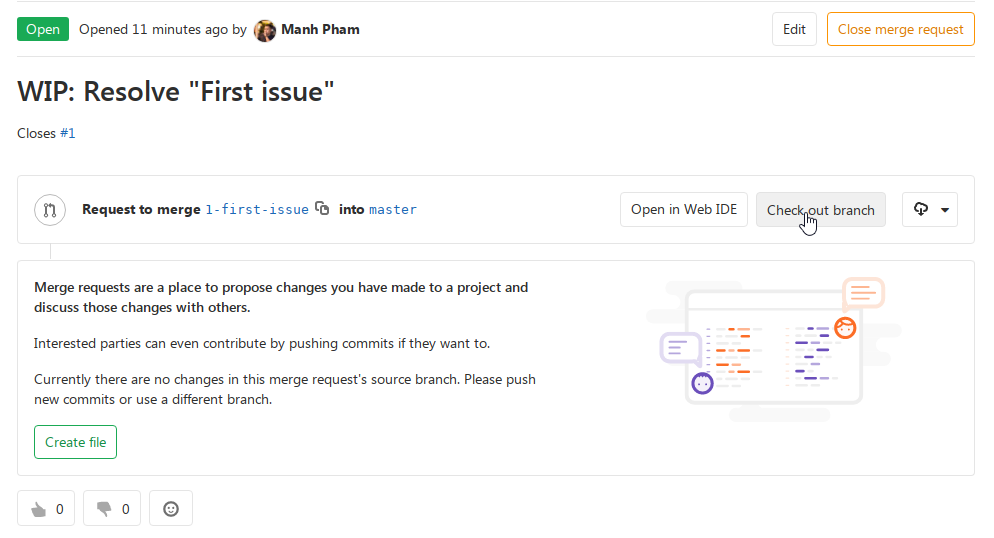 Open Opened 11 minutes ago by Manh Pham Edit Close merge request
WIP: Resolve "First issue"
Closes #1
Request to merge 1-first-issue into master Open in Web IDE Check out branch
Merge requests are a place to propose changes you have made to a project and
discuss those changes with others.
Interested parties can even contribute by pushing commits if they want to.
Currently there are no changes in this merge request's source branch. Please push
new commits or use a different branch.
Create file
0 0